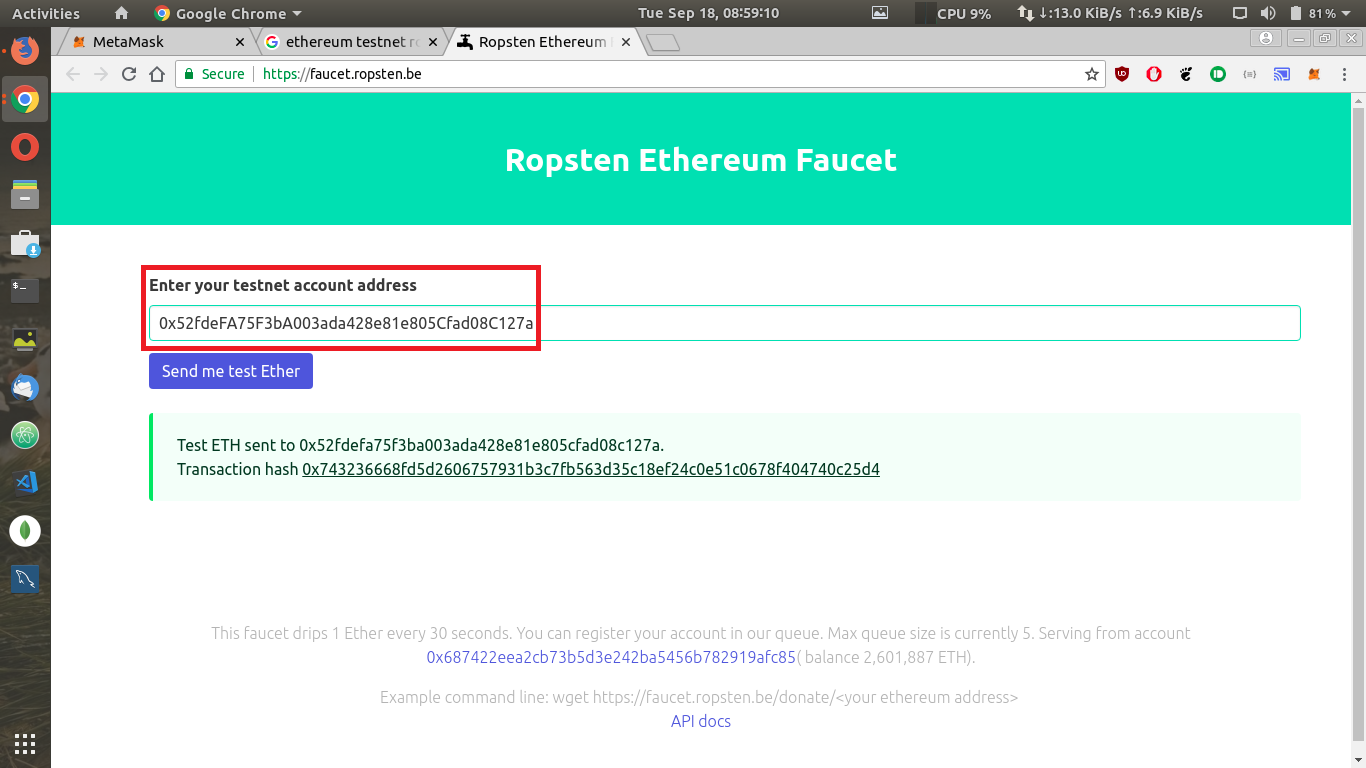 Activities Google Chrome Tue Sep 18, 08:59:10 CPU 9% ↓:13.0 KiB/s ↑:6.9 KiB/s 81%
MetaMask ethereum testnet ro Ropsten Ethereum
Secure https://faucet.ropsten.be
Ropsten Ethereum Faucet
Enter your testnet account address
0x52fdeFA75F3bA003ada428e81e805Cfad08C127a
Send me test Ether
Test ETH sent to 0x52fdefa75f3ba003ada428e81e805cfad08c127a.
Transaction hash 0x743236668fd5d2606757931b3c7fb563d35c18ef24c0e51c0678f404740c25d4
This faucet drips 1 Ether every 30 seconds. You can register your account in our queue. Max queue size is currently 5. Serving from account
0x687422eea2cb73b5d3e242ba5456b782919afc85( balance 2,601,887 ETH).
Example command line: wget https://faucet.ropsten.be/donate/<your ethereum address>
API docs